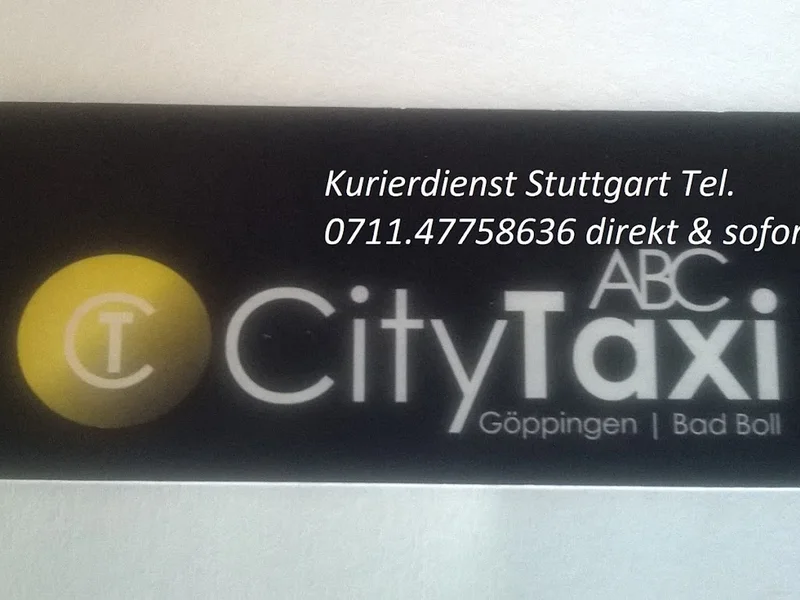 Kurierdienst Stuttgart Tel.
0711.47758636 direkt & sofor
ABC
CT CityTaxi
Göppingen | Bad Boll